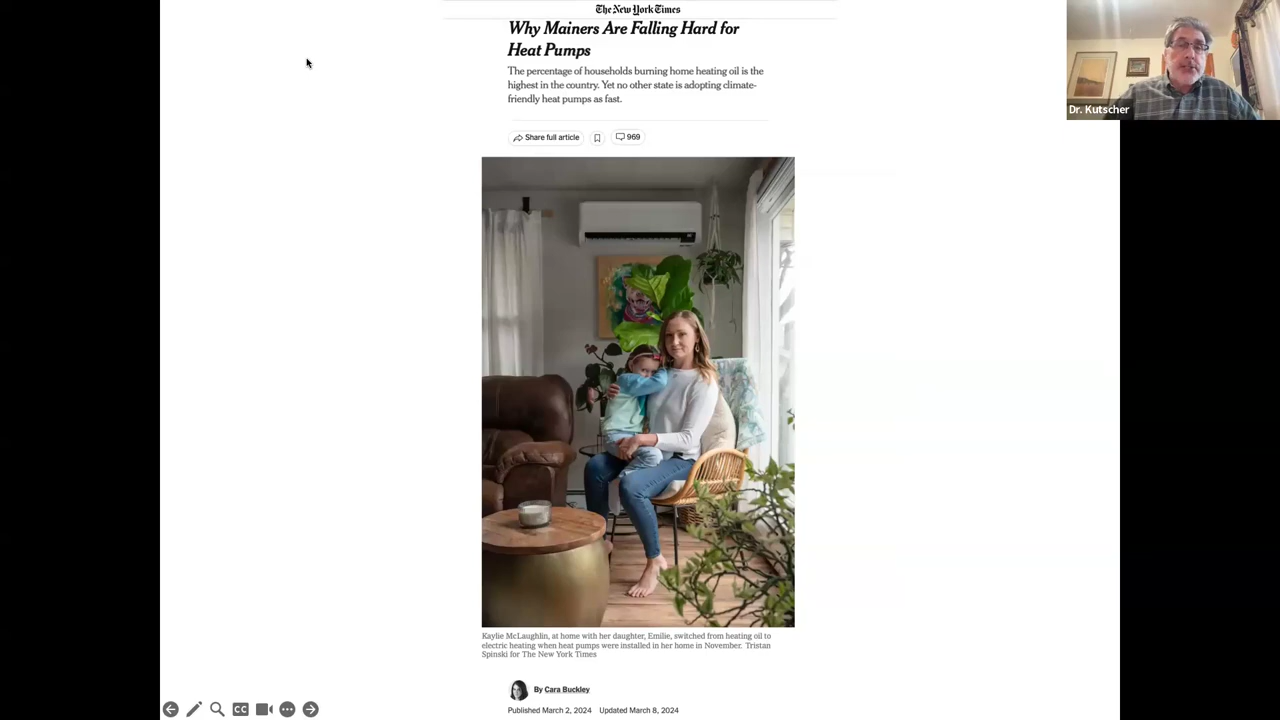 The New York Times
Why Mainers Are Falling Hard for
Heat Pumps
The percentage of households burning home heating oil is the
highest in the country. Yet no other state is adopting climate-
friendly heat pumps as fast.
Share full article
969
Kaylie McLaughlin, at home with her daughter, Emilie, switched from heating oil to
electric heating when heat pumps were installed in her home in November. Tristan
Spinski for The New York Times
By Cara Buckley
Published March 2, 2024 Updated March 8, 2024
Dr. Kutscher
CC